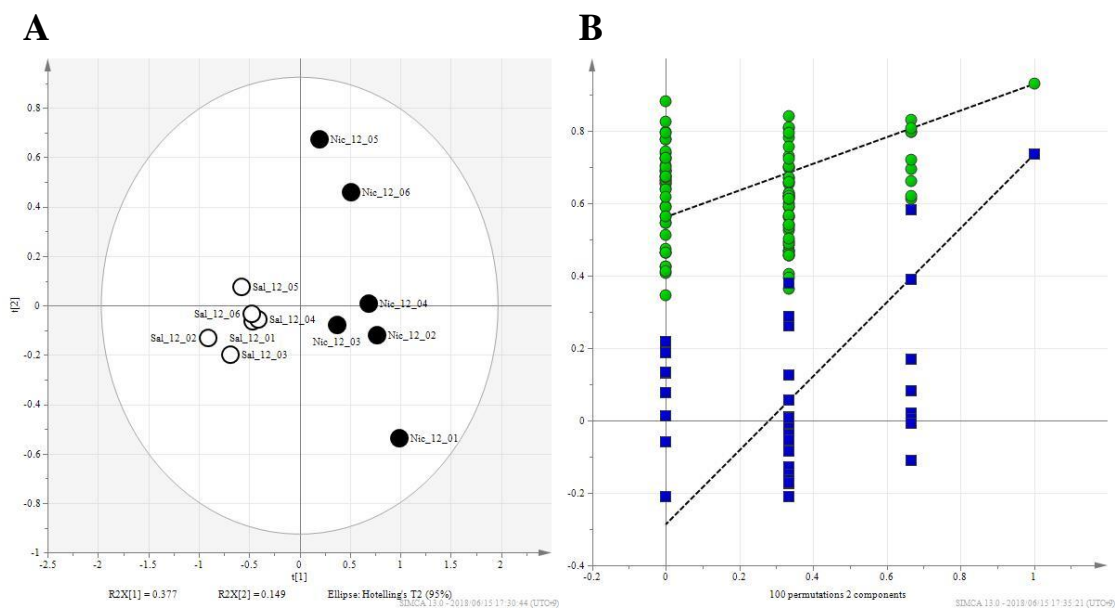 A
B
0.8
0.6
0.4
0.2
0
-0.2
-0.4
-0.6
-0.8
-1
t[2]
Nic_12_05
Nic_12_06
Sal_12_05
Nic_12_04
Sal_12_06
Sal_12_04
Sal_12_02
Sal_12_01
Nic_12_03
Nic_12_02
Sal_12_03
Nic_12_01
-2.5 -2 -1.5 -1 -0.5 0 0.5 1 1.5 2
t[1]
R2X[1] = 0.377 R2X[2] = 0.149 Ellipse: Hotelling's T2 (95%)
SIMCA 13.0 - 2018/06/15 17:30:44 (UTC+9)
0.8
0.6
0.4
0.2
0
-0.2
-0.4
-0.2 0 0.2 0.4 0.6 0.8 1
100 permutations 2 components
SIMCA 13.0 - 2018/06/15 17:35:21 (UTC+9)